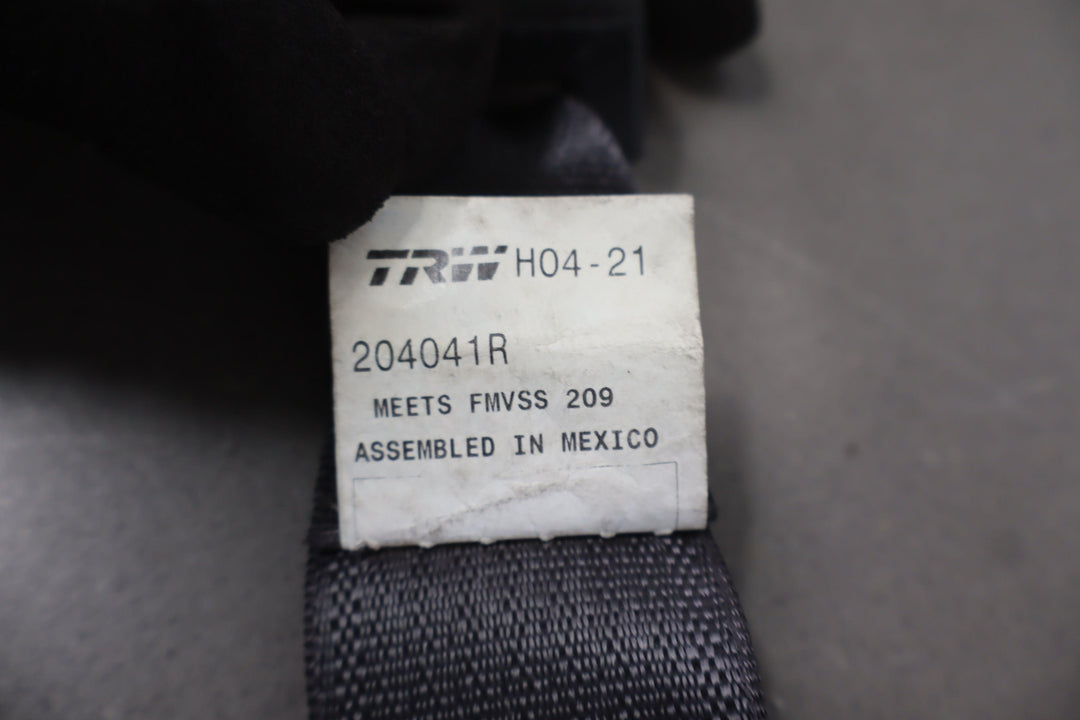 TRW H04-21
204041R
MEETS FMVSS 209
ASSEMBLED IN MEXICO